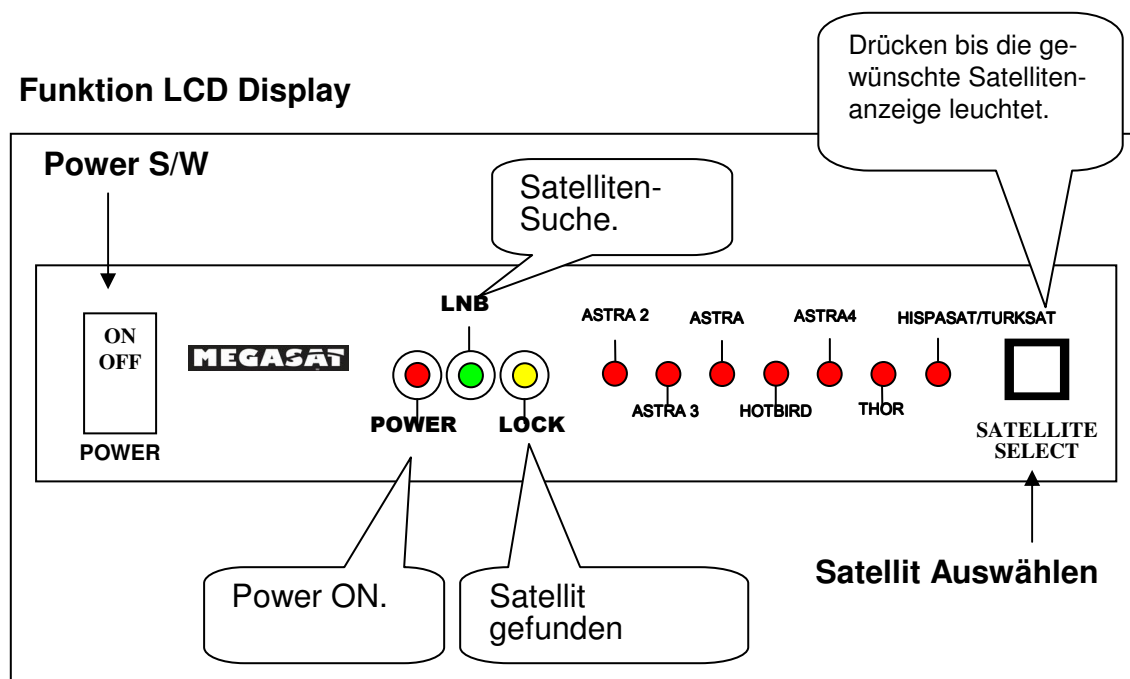 Drücken bis die ge-
wünschte Satelliten-
anzeige leuchtet.
Funktion LCD Display
Power S/W
Satelliten-
Suche.
LNB
ASTRA 2
ASTRA
ASTRA4
HISPASAT/TURKSAT
ON
OFF
MEGASAT
ASTRA 3
HOTBIRD
THOR
POWER
LOCK
SATELLITE
SELECT
POWER
Power ON.
Satellit
gefunden
Satellit Auswählen